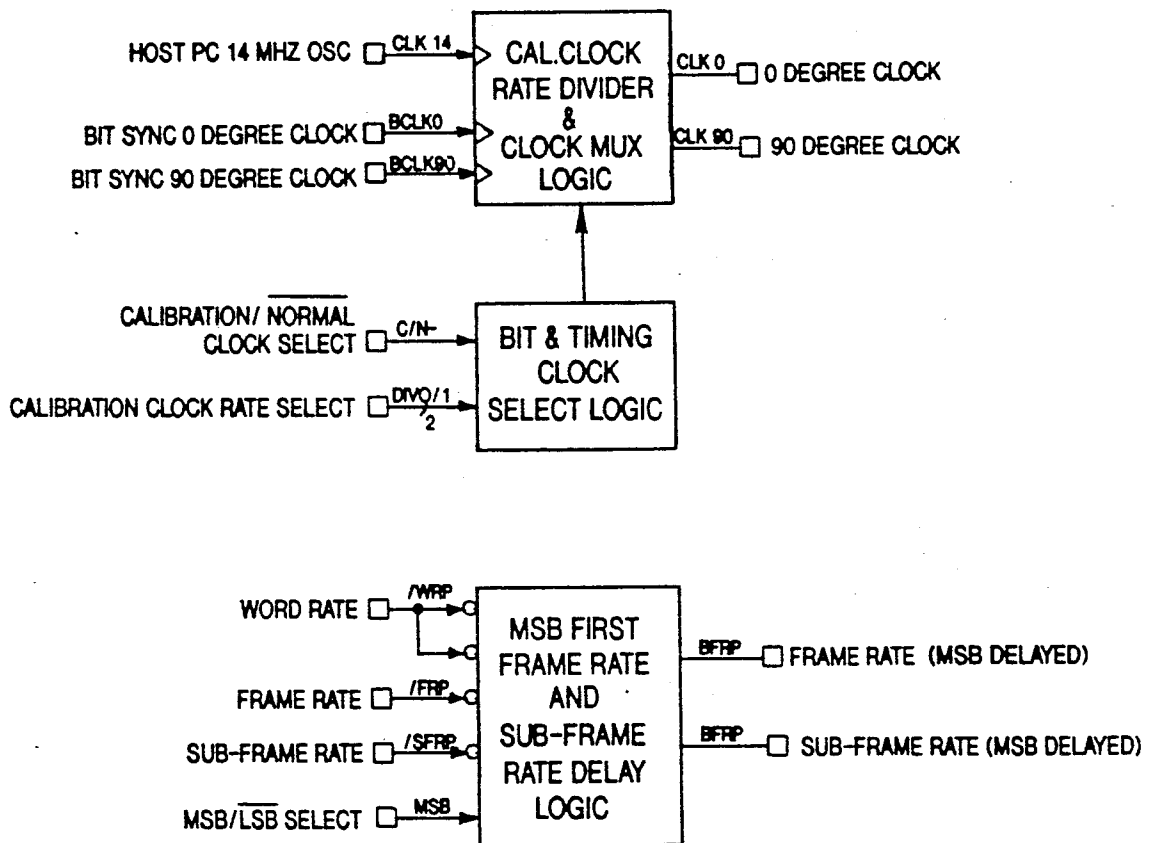 HOST PC 14 MHZ OSC
CLK 14
BIT SYNC 0 DEGREE CLOCK
BCLK0
BIT SYNC 90 DEGREE CLOCK
BCLK90
CAL.CLOCK
RATE DIVIDER
&
CLOCK MUX
LOGIC
CLK 0
0 DEGREE CLOCK
CLK 90
90 DEGREE CLOCK
CALIBRATION/ NORMAL
CLOCK SELECT
C/N-
CALIBRATION CLOCK RATE SELECT
DIVO/1
2
BIT & TIMING
CLOCK
SELECT LOGIC
WORD RATE
/WRP
FRAME RATE
/FRP
SUB-FRAME RATE
/SFRP
MSB/LSB SELECT
MSB
MSB FIRST
FRAME RATE
AND
SUB-FRAME
RATE DELAY
LOGIC
BFRP
FRAME RATE (MSB DELAYED)
BFRP
SUB-FRAME RATE (MSB DELAYED)